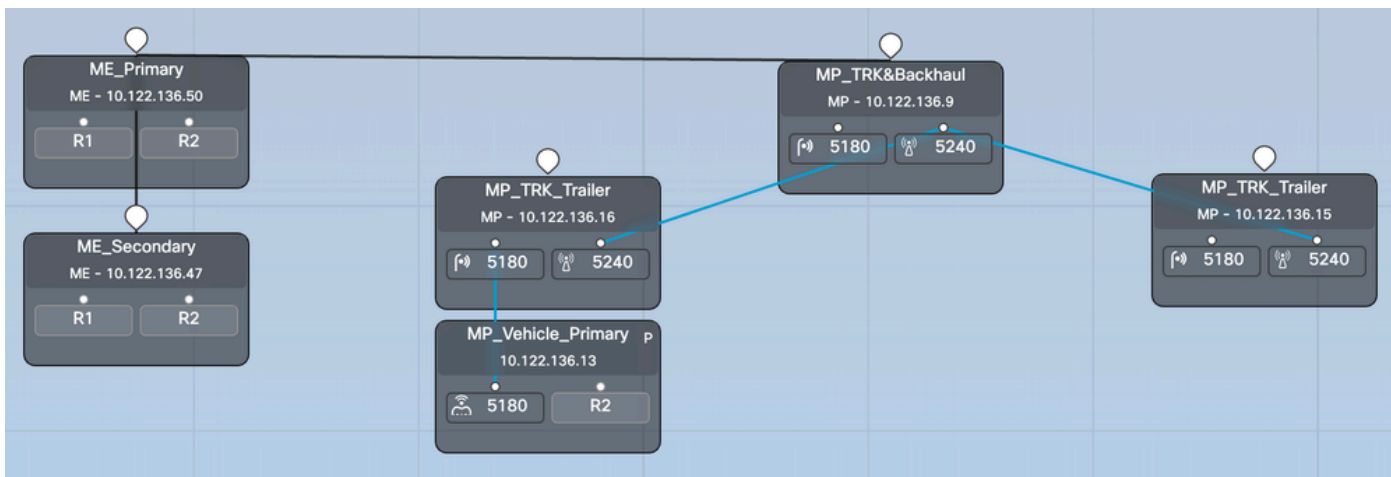 ME_Primary
ME - 10.122.136.50
R1 R2
ME_Secondary
ME - 10.122.136.47
R1 R2
MP_TRK_Trailer
MP - 10.122.136.16
5180 5240
MP_Vehicle_Primary P
10.122.136.13
5180 R2
MP_TRK&Backhaul
MP - 10.122.136.9
5180 5240
MP_TRK_Trailer
MP - 10.122.136.15
5180 5240